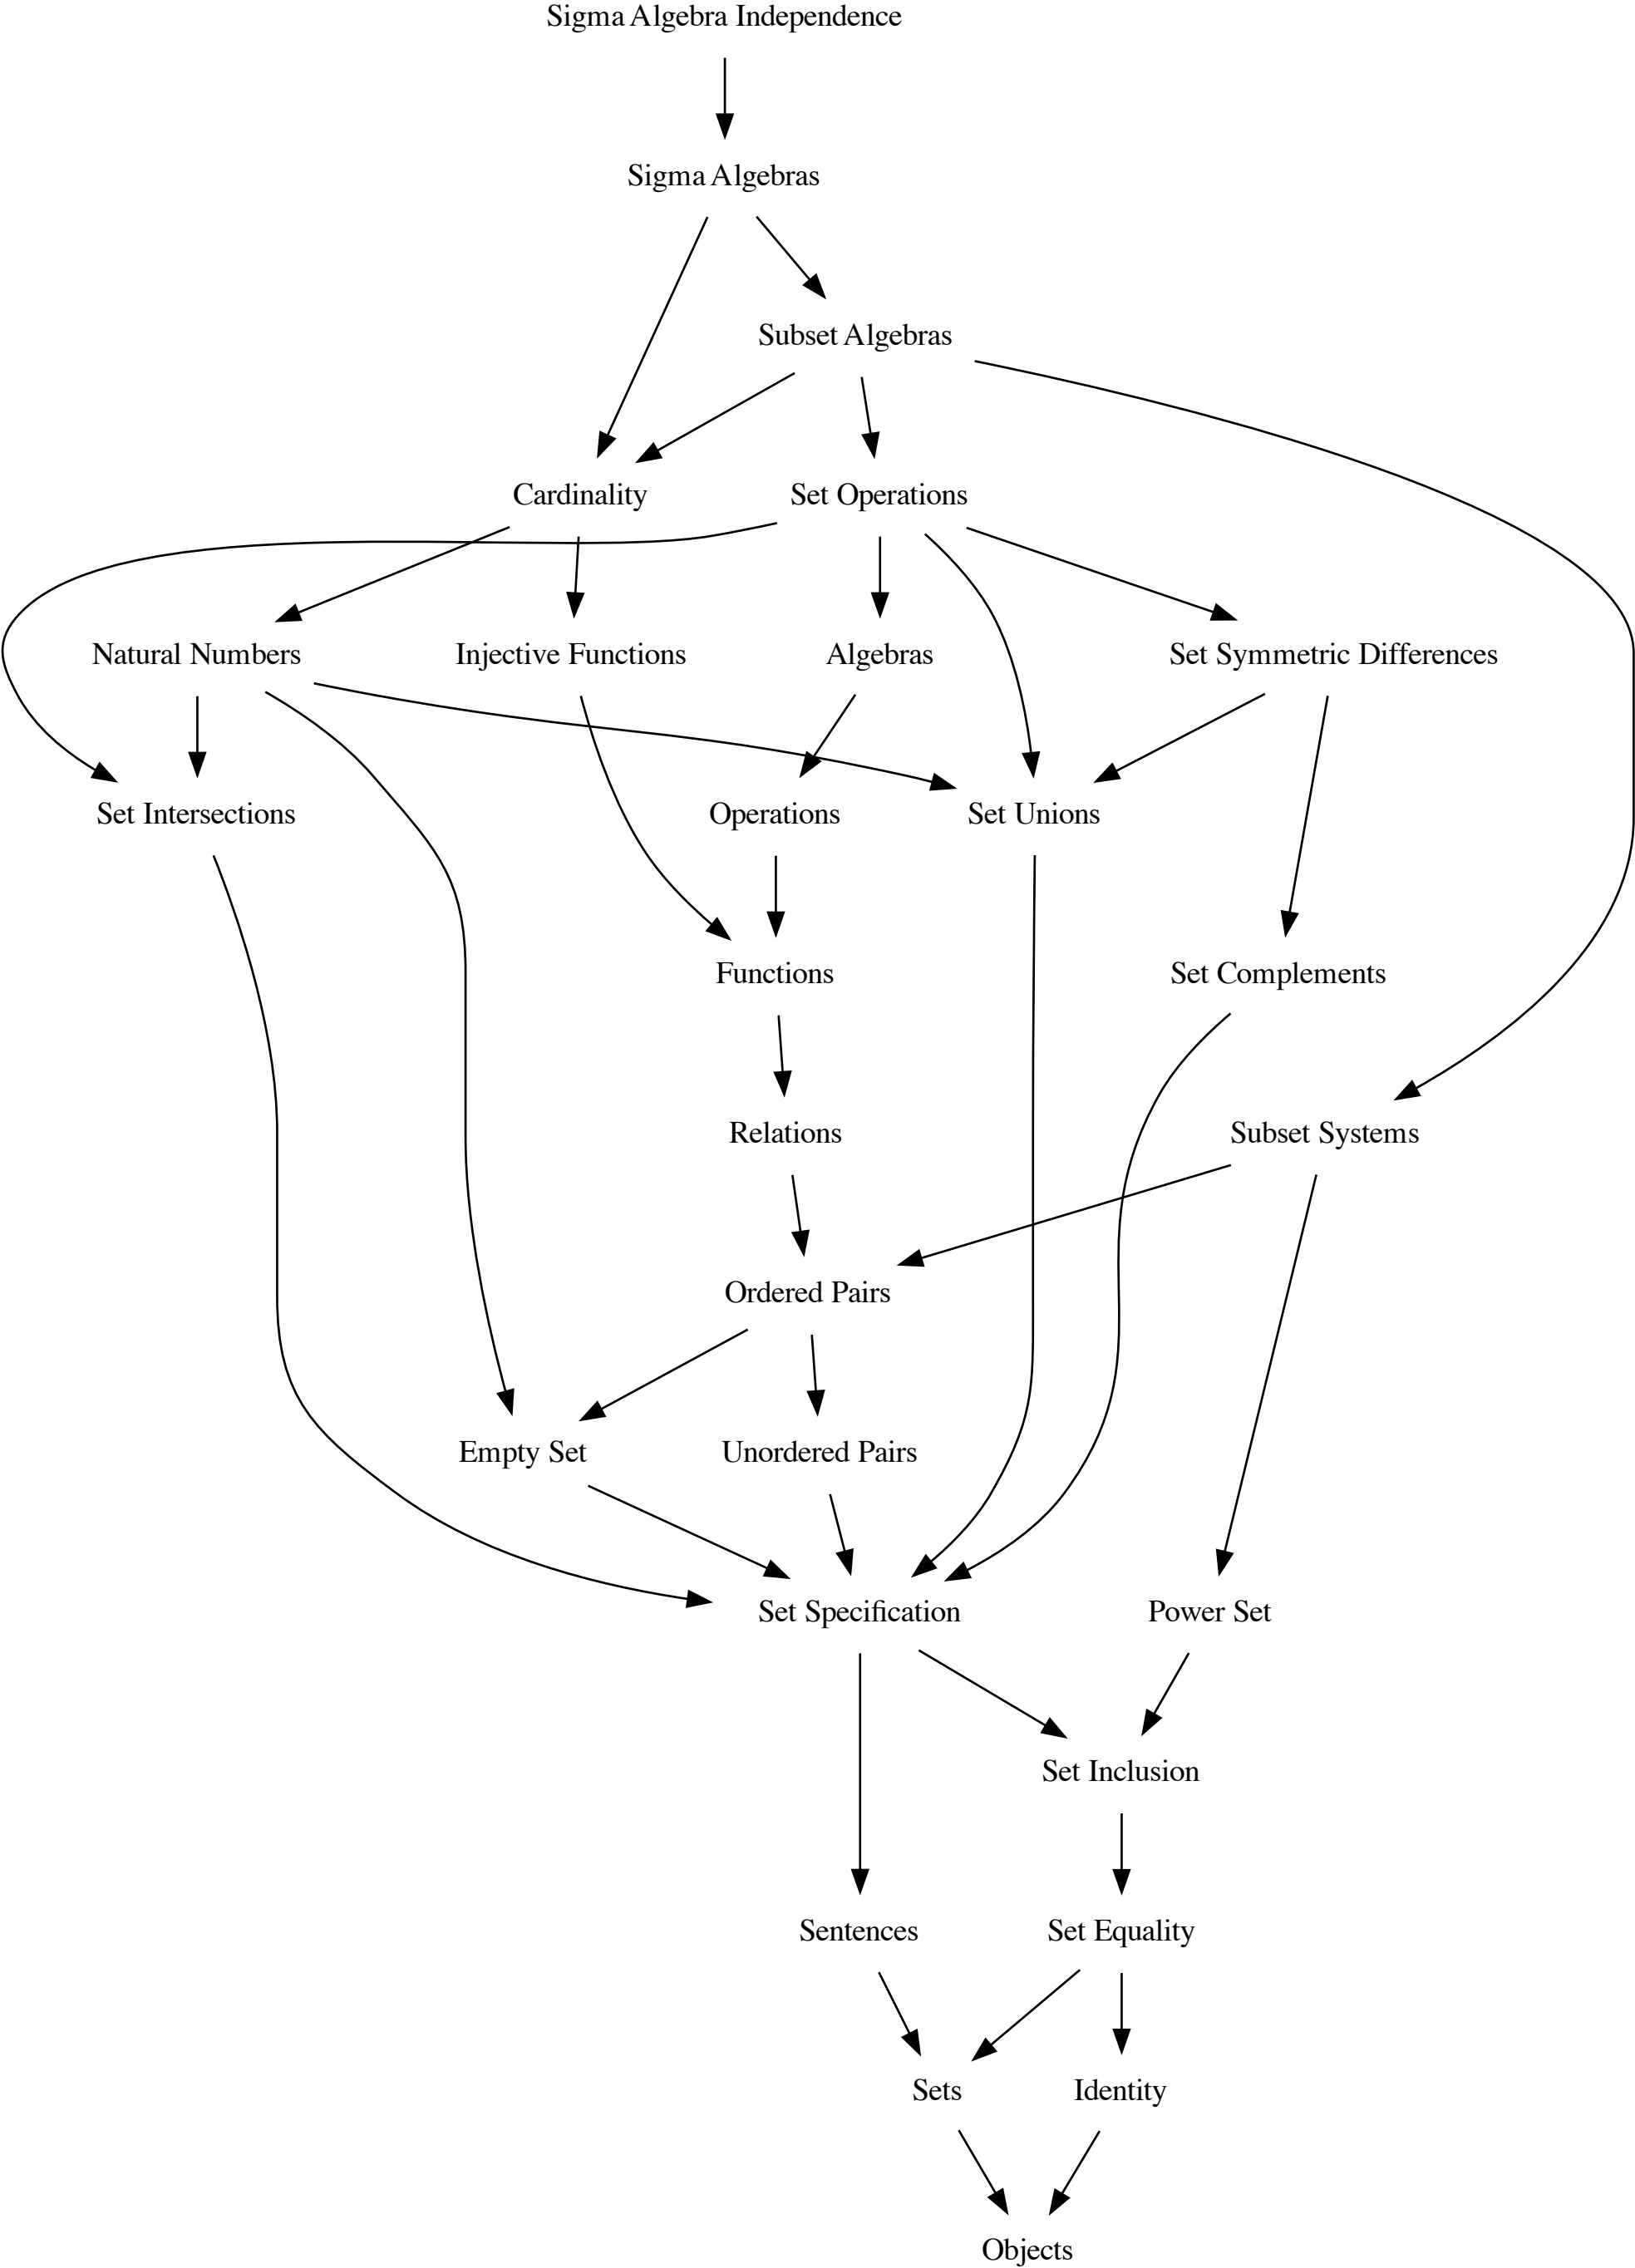 Sigma Algebra Independence
Sigma Algebras
Subset Algebras
Cardinality
Set Operations
Natural Numbers
Injective Functions
Algebras
Set Symmetric Differences
Set Intersections
Operations
Set Unions
Functions
Set Complements
Relations
Subset Systems
Ordered Pairs
Empty Set
Unordered Pairs
Set Specification
Power Set
Set Inclusion
Sentences
Set Equality
Sets
Identity
Objects